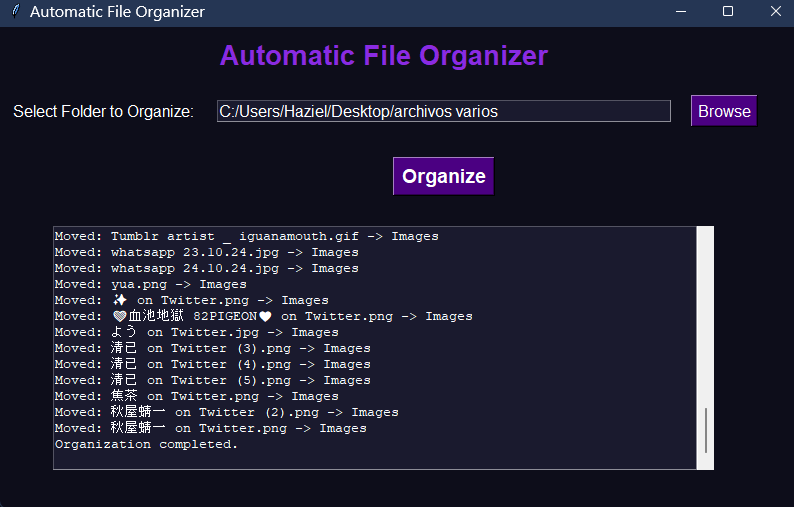 Automatic File Organizer
Automatic File Organizer
Select Folder to Organize: C:/Users/Haziel/Desktop/archivos varios Browse
Organize
Moved: Tumblr artist _ iguanamouth.gif -> Images
Moved: whatsapp 23.10.24.jpg -> Images
Moved: whatsapp 24.10.24.jpg -> Images
Moved: yua.png -> Images
Moved: ✨ on Twitter.png -> Images
Moved: 💖血池地獄 82PIGEON🤍 on Twitter.png -> Images
Moved: よう on Twitter.jpg -> Images
Moved: 清己 on Twitter (3).png -> Images
Moved: 清己 on Twitter (4).png -> Images
Moved: 清己 on Twitter (5).png -> Images
Moved: 焦茶 on Twitter.png -> Images
Moved: 秋屋蜻一 on Twitter (2).png -> Images
Moved: 秋屋蜻一 on Twitter.png -> Images
Organization completed.